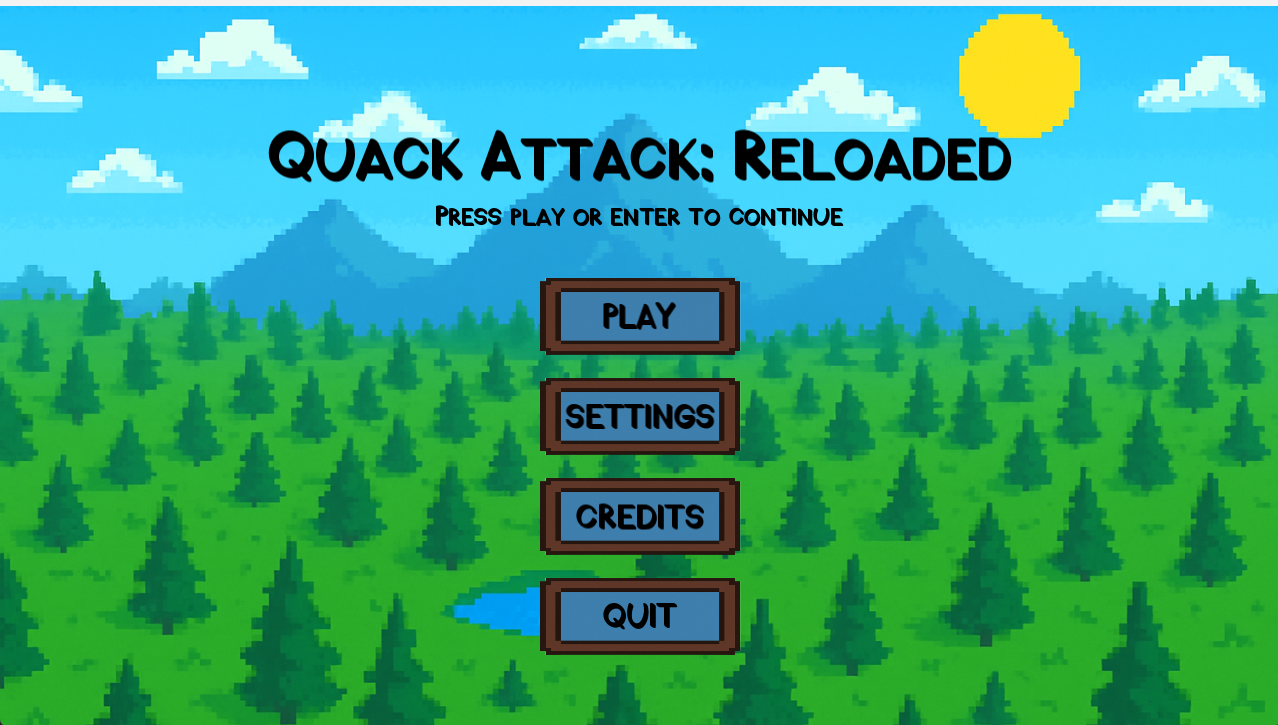 Quack Attack: Reloaded
Press play or enter to continue
PLAY
SETTINGS
CREDITS
QUIT